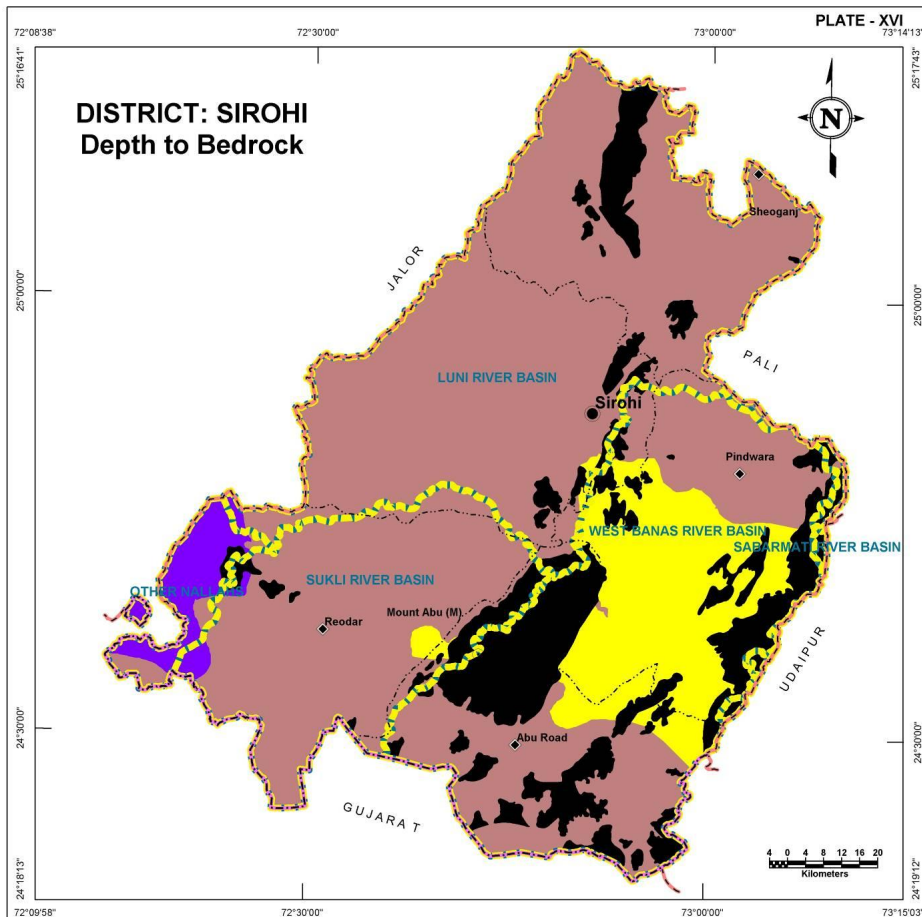 PLATE - XVI
72°08'38"
72°30'00"
73°00'00"
73°14'13"
25°16'41"
25°17'43"
DISTRICT: SIROHI
Depth to Bedrock
N
Sheoganj
JALOR
25°00'00"
25°00'00"
PALI
LUNI RIVER BASIN
Sirohi
Pindwara
WEST BANAS RIVER BASIN
SABARMATI RIVER BASIN
SUKLI RIVER BASIN
OTHER NALLAHS
Mount Abu (M)
Reodar
UDAIPUR
24°30'00"
24°30'00"
Abu Road
GUJARAT
4 0 4 8 12 16 20
Kilometers
24°18'13"
24°19'12"
72°09'58"
72°30'00"
73°00'00"
73°15'03"